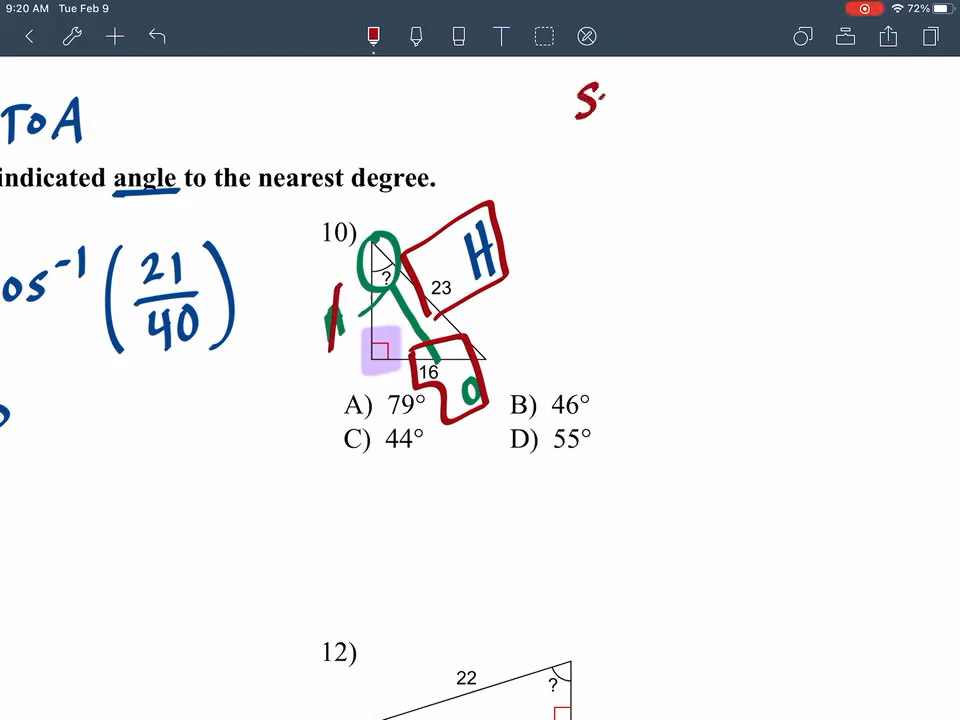 9:20 AM Tue Feb 9
72%
S
ToA
indicated angle to the nearest degree.
os⁻¹ (21/40)
10)
H
?
23
A
16
O
A) 79° B) 46°
C) 44° D) 55°
12)
22
?